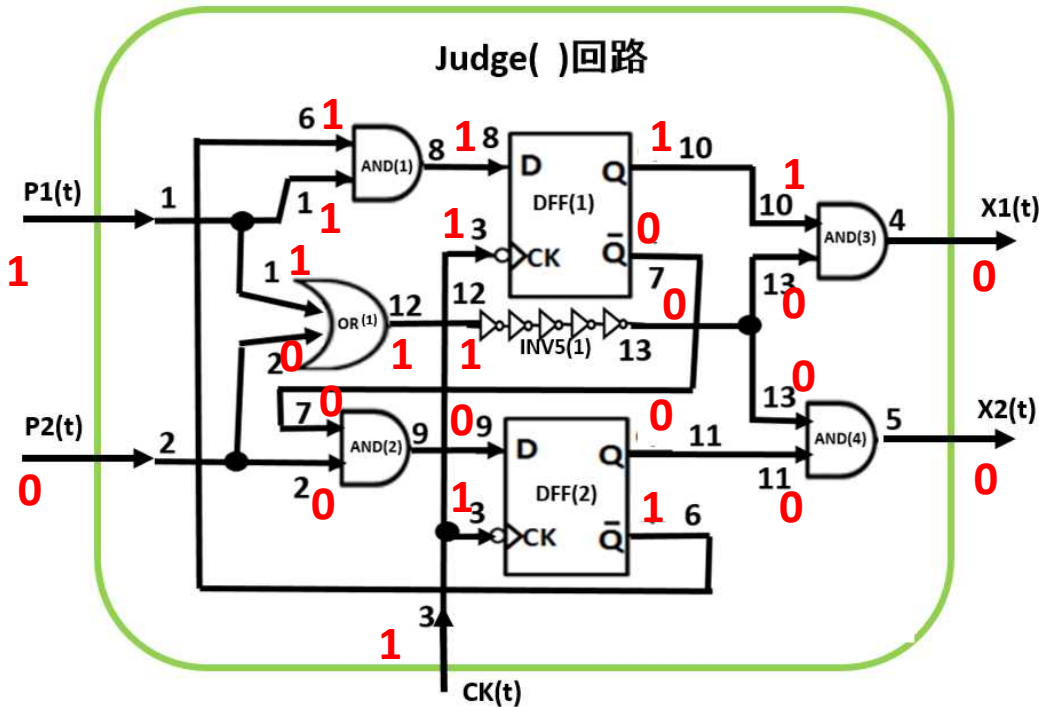 Judge( )回路
6 1
8 1 8
1 10
AND(1)
D
Q
DFF(1)
P1(t)
1
1 1
1 3
CK
Q̄
0
7
1
10
AND(3)
4
X1(t)
1
0
1 1
OR(1)
12
12
1
1
INV5(1)
0
13
13
0
2 0
7 0
0 9
9
D
Q
0
11
0
13
AND(4)
5
X2(t)
0
11 0
P2(t)
2
0
AND(2)
2 0
DFF(2)
1 3
CK
Q̄
1 6
3
1
CK(t)